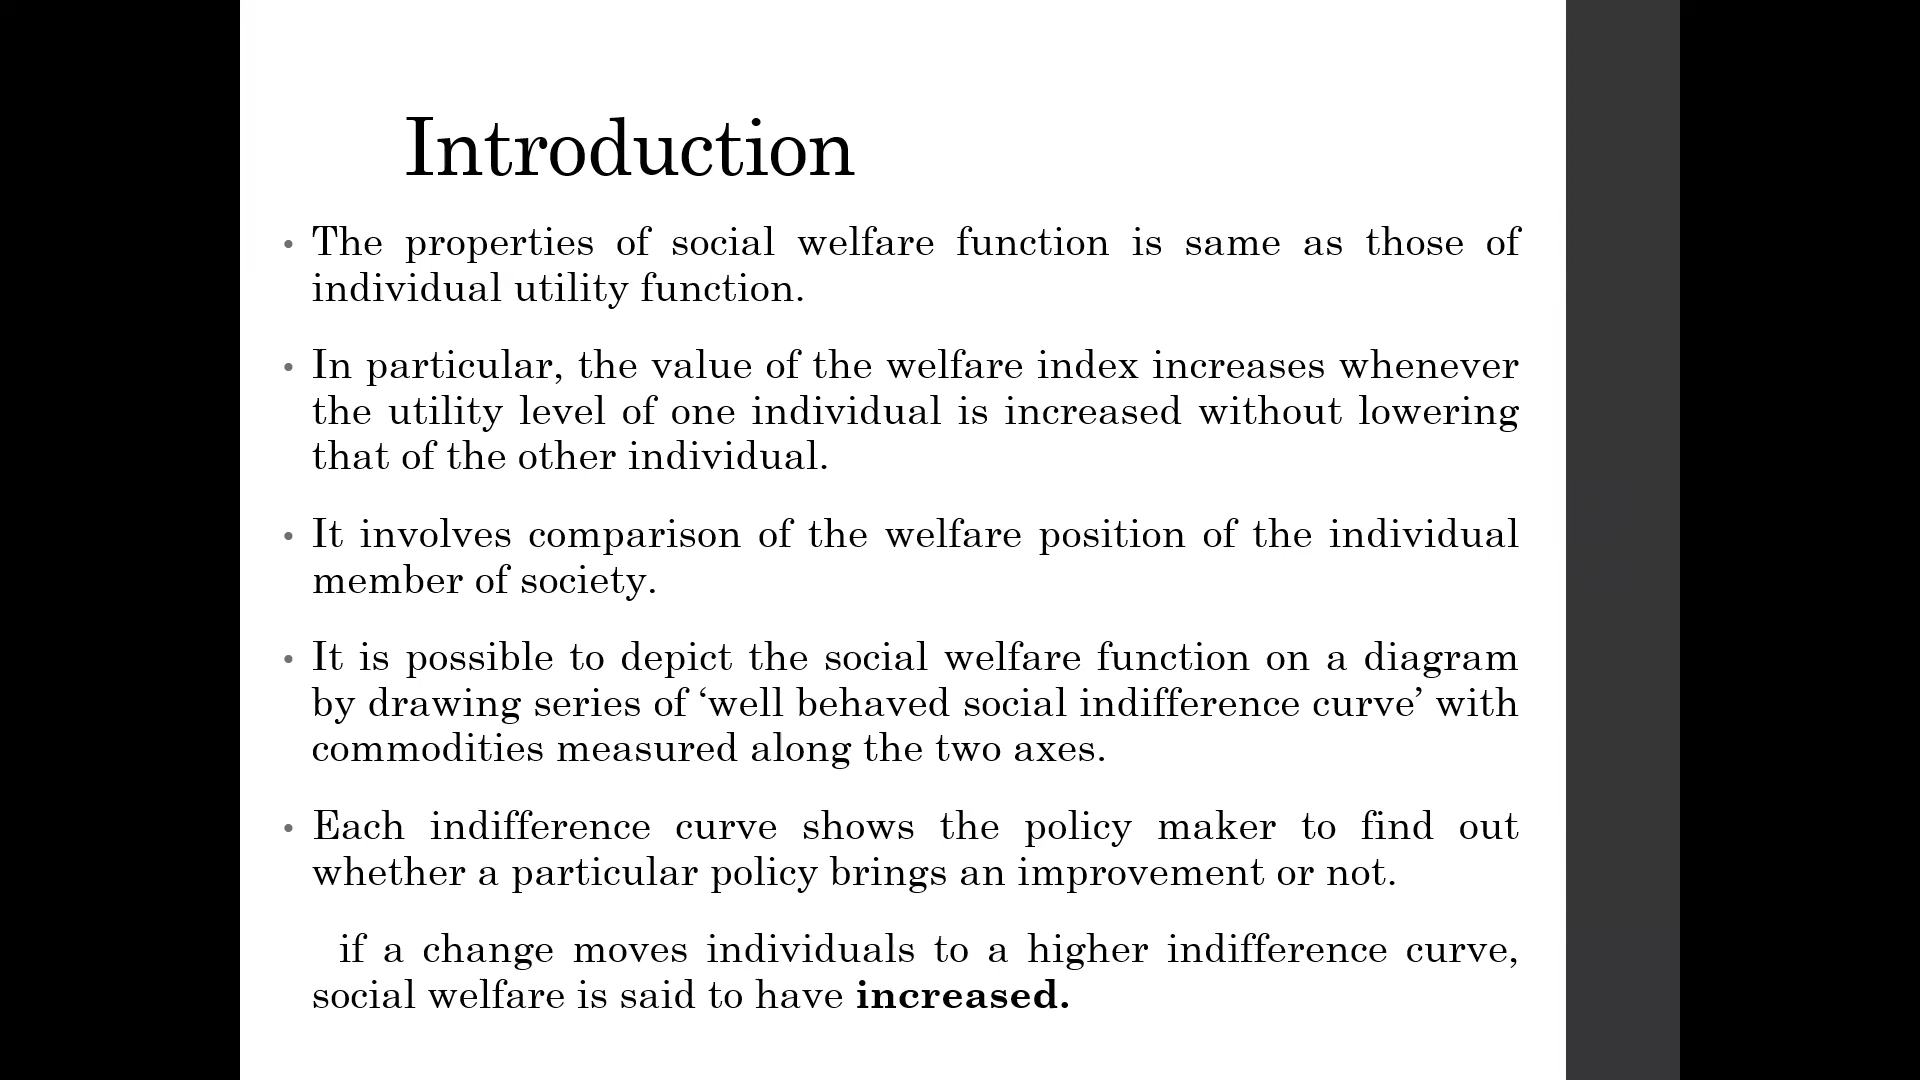 Introduction
• The properties of social welfare function is same as those of
individual utility function.
• In particular, the value of the welfare index increases whenever
the utility level of one individual is increased without lowering
that of the other individual.
• It involves comparison of the welfare position of the individual
member of society.
• It is possible to depict the social welfare function on a diagram
by drawing series of ‘well behaved social indifference curve’ with
commodities measured along the two axes.
• Each indifference curve shows the policy maker to find out
whether a particular policy brings an improvement or not.
if a change moves individuals to a higher indifference curve,
social welfare is said to have increased.